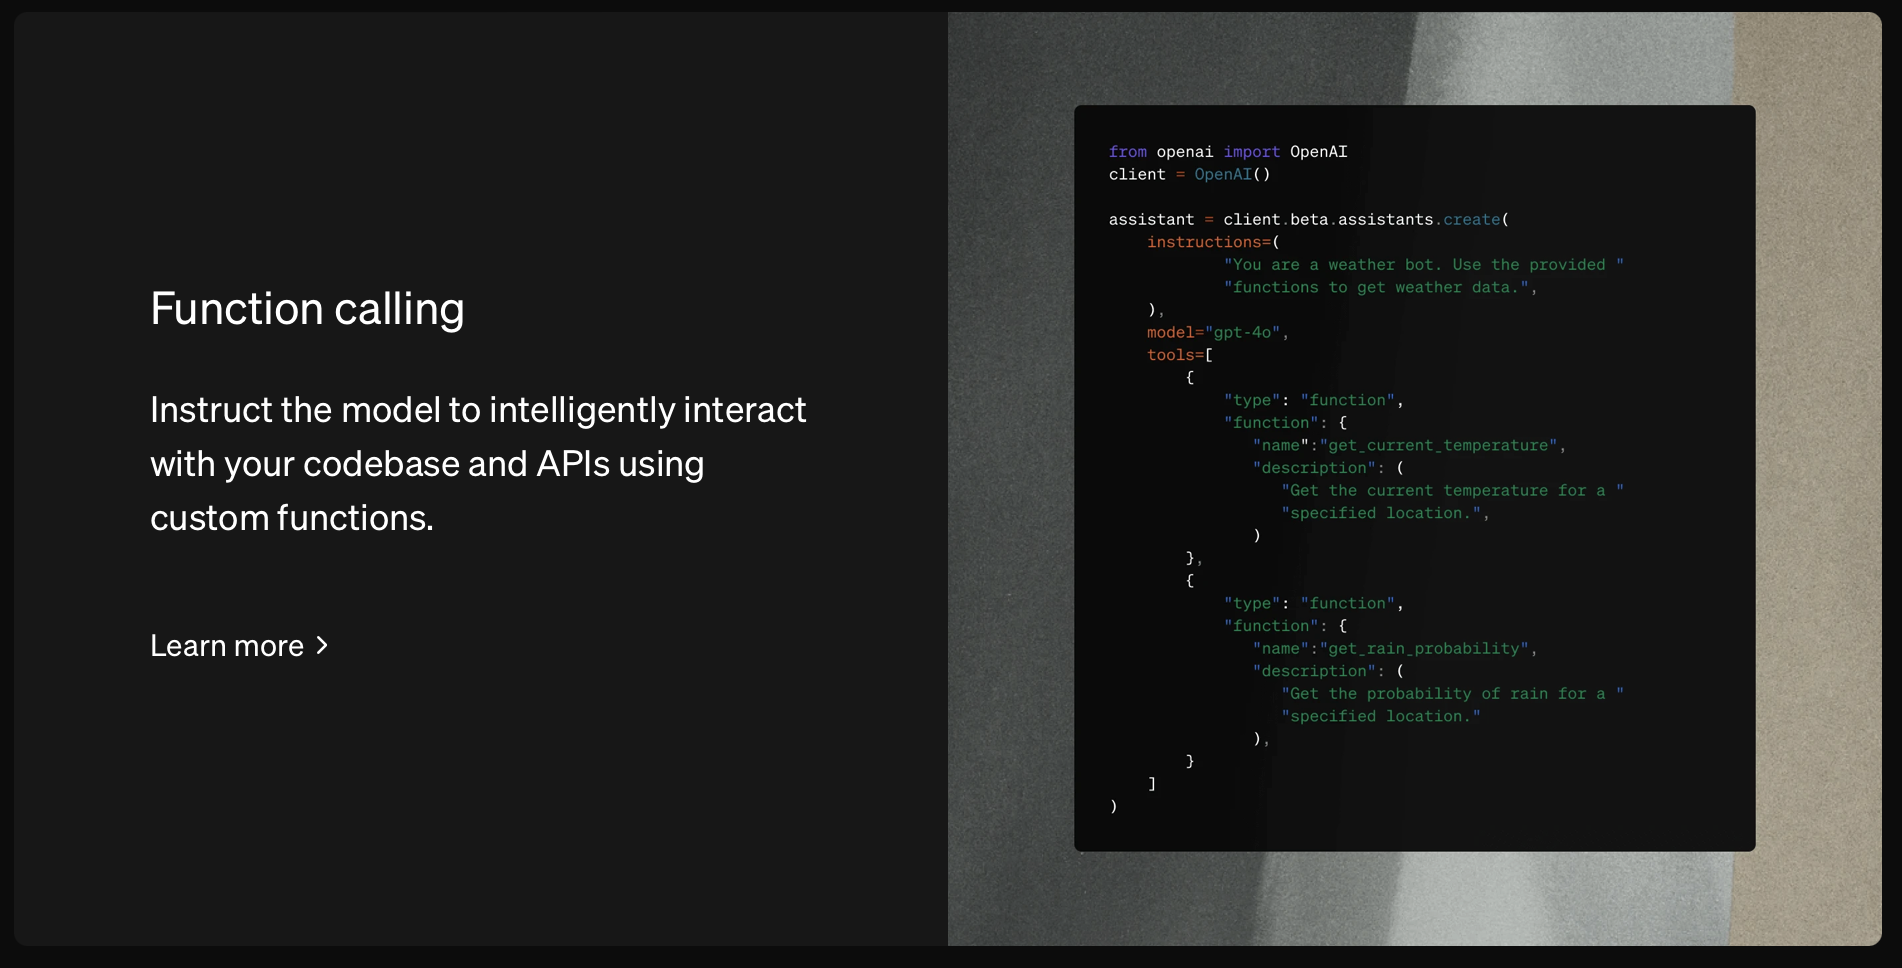 Function calling
Instruct the model to intelligently interact
with your codebase and APIs using
custom functions.
Learn more
from openai import OpenAI
client = OpenAI()

assistant = client.beta.assistants.create(
    instructions=(
            "You are a weather bot. Use the provided "
            "functions to get weather data.",
    ),
    model="gpt-4o",
    tools=[
        {
            "type": "function",
            "function": {
               "name":"get_current_temperature",
               "description": (
                  "Get the current temperature for a "
                  "specified location.",
               )
        },
        {
            "type": "function",
            "function": {
               "name":"get_rain_probability",
               "description": (
                  "Get the probability of rain for a "
                  "specified location."
               ),
        }
    ]
)